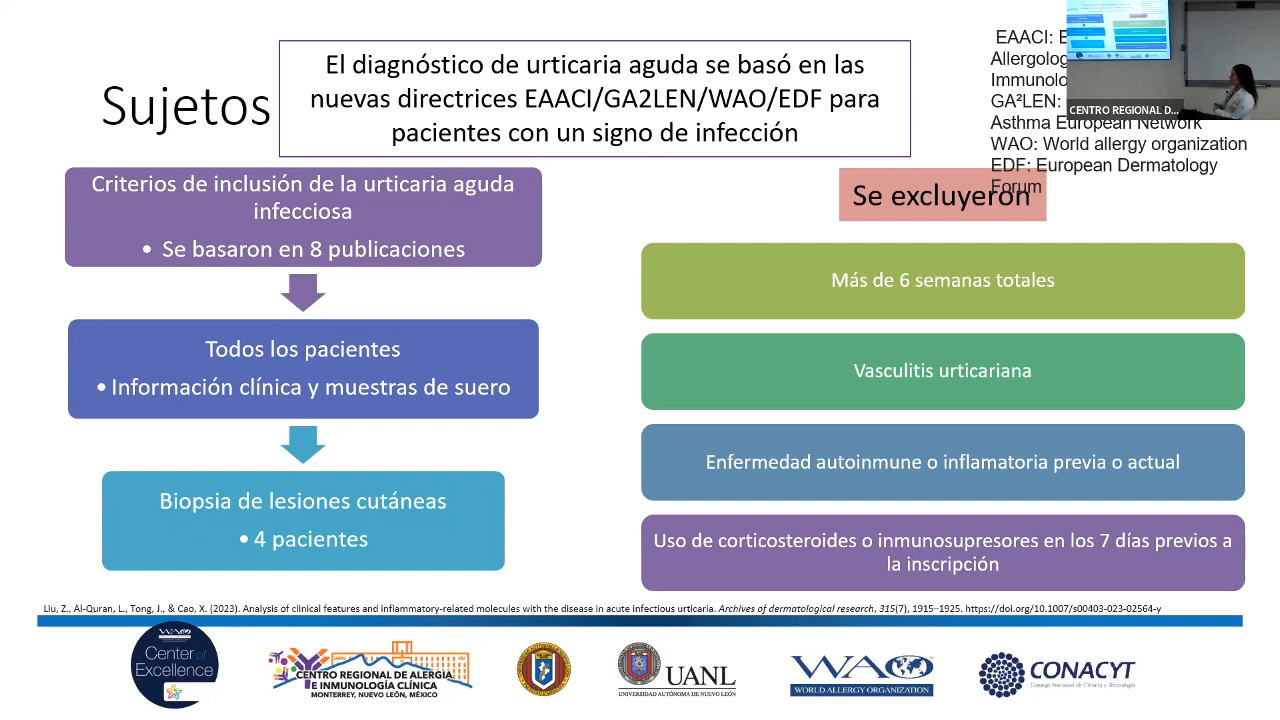 Sujetos
El diagnóstico de urticaria aguda se basó en las
nuevas directrices EAACI/GA2LEN/WAO/EDF para
pacientes con un signo de infección
EAACI:
Allergolog
Immunolo
GA²LEN:
Asthma European Network
WAO: World allergy organization
EDF: European Dermatology
Forum
CENTRO REGIONAL D...
Criterios de inclusión de la urticaria aguda
infecciosa
• Se basaron en 8 publicaciones
Todos los pacientes
• Información clínica y muestras de suero
Biopsia de lesiones cutáneas
• 4 pacientes
Se excluyeron
Más de 6 semanas totales
Vasculitis urticariana
Enfermedad autoinmune o inflamatoria previa o actual
Uso de corticosteroides o inmunosupresores en los 7 días previos a
la inscripción
Liu, Z., Al-Quran, L., Tong, J., & Cao, X. (2023). Analysis of clinical features and inflammatory-related molecules with the disease in acute infectious urticaria. Archives of dermatological research, 315(7), 1915–1925. https://doi.org/10.1007/s00403-023-02564-y
WAO
Center of
Excellence
UANL
CENTRO REGIONAL DE ALERGIA
E INMUNOLOGÍA CLÍNICA
MONTERREY, NUEVO LEÓN, MÉXICO
UANL
UNIVERSIDAD AUTÓNOMA DE NUEVO LEÓN
WAO
WORLD ALLERGY ORGANIZATION
CONACYT
Consejo Nacional de Ciencia y Tecnología